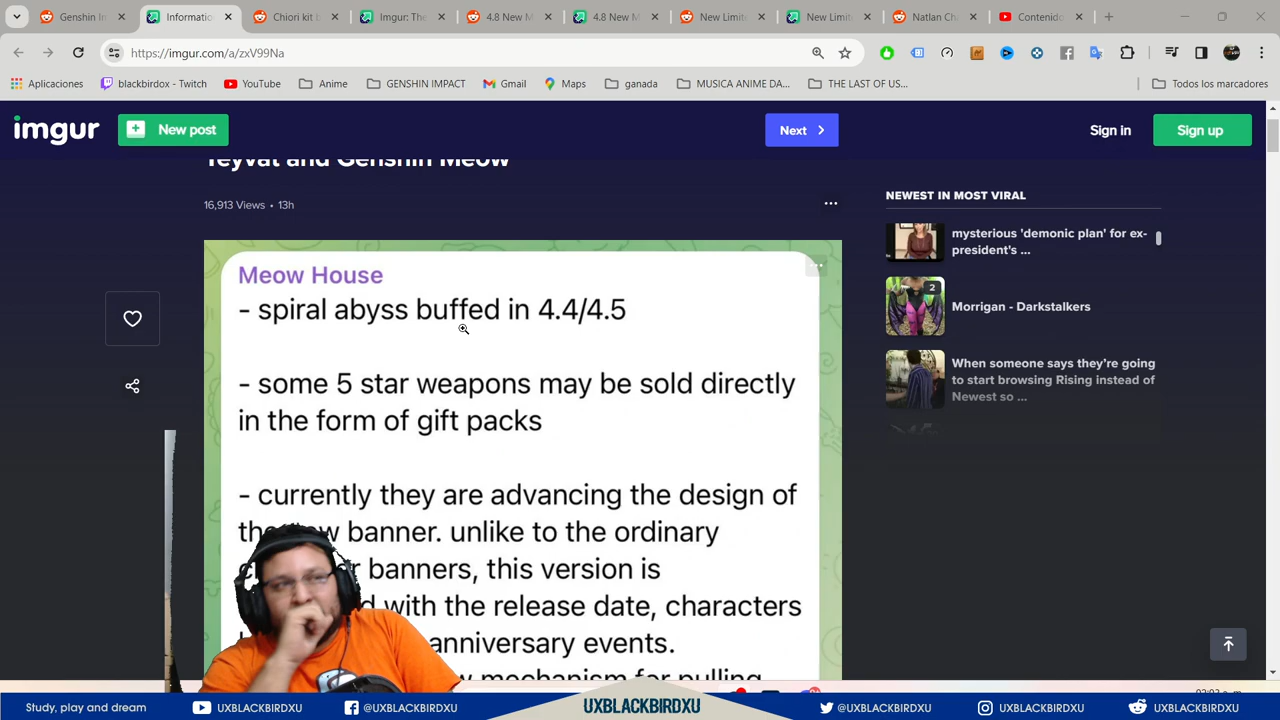 Genshin Im
Informatio
Chiori kit b
Imgur: The
4.8 New M
4.8 New M
New Limite
New Limite
Natlan Ch
Contenido
https://imgur.com/a/zxV99Na
Aplicaciones
blackbirdox - Twitch
YouTube
Anime
GENSHIN IMPACT
Gmail
Maps
ganada
MUSICA ANIME DA...
THE LAST OF US...
Todos los marcadores
imgur
New post
Next
Sign in
Sign up
Teyvat and Genshin Meow
16,913 Views • 13h
NEWEST IN MOST VIRAL
mysterious 'demonic plan' for ex-
president's ...
2
Morrigan - Darkstalkers
When someone says they're going
to start browsing Rising instead of
Newest so ...
Meow House
- spiral abyss buffed in 4.4/4.5
- some 5 star weapons may be sold directly
in the form of gift packs
- currently they are advancing the design of
banner. unlike to the ordinary
banners, this version is
with the release date, characters
anniversary events.
mechanism for pulling
Study, play and dream
UXBLACKBIRDXU
@UXBLACKBIRDXU
UXBLACKBIRDXU
@UXBLACKBIRDXU
UXBLACKBIRDXU
UXBLACKBIRDXU